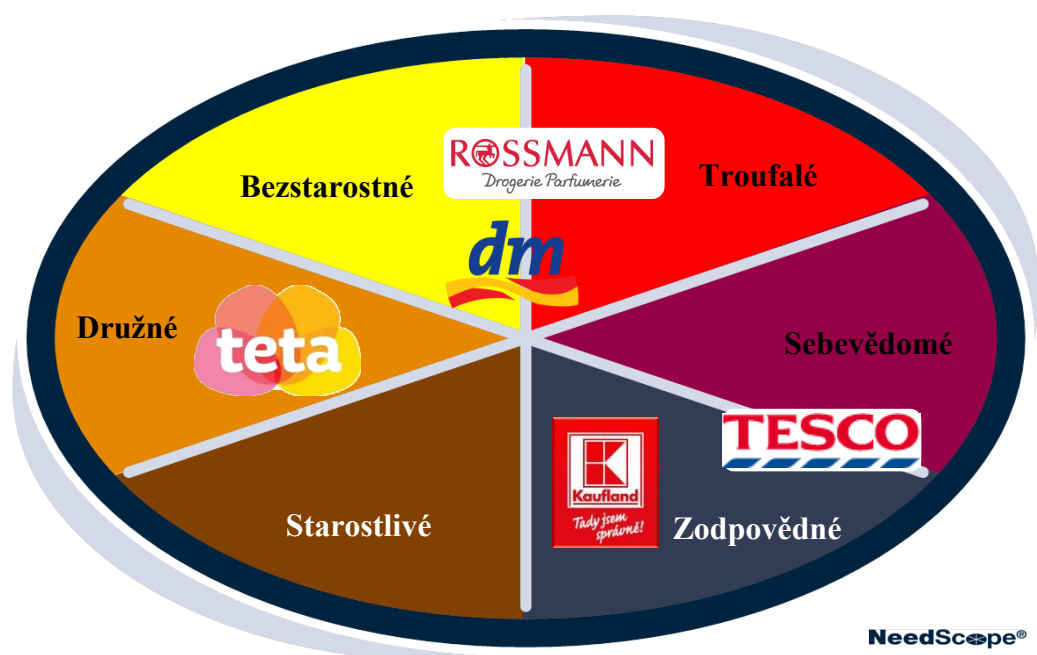 ROSSMANN
Drogerie Parfumerie
Bezstarostné
Troufalé
dm
Družné
teta
Sebevědomé
TESCO
Kaufland
Tady jsem
správně!
Starostlivé
Zodpovědné
NeedScope®